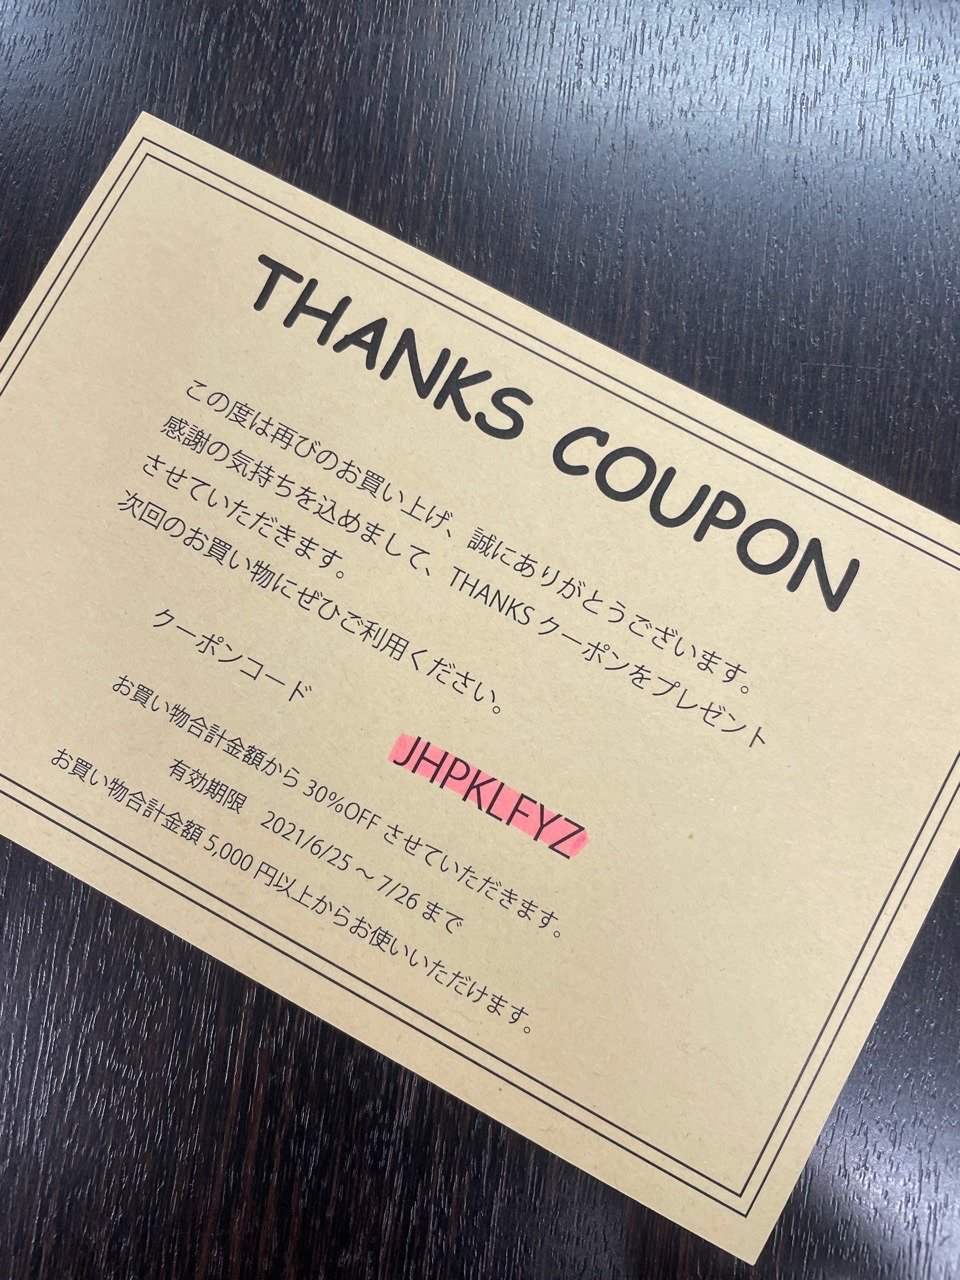 THANKS COUPON
この度は再びのお買い上げ、誠にありがとうございます。
感謝の気持ちを込めまして、THANKS クーポンをプレゼント
させていただきます。
次回のお買い物にぜひご利用ください。
クーポンコード
JHPKLFYZ
お買い物合計金額から 30%OFF させていただきます。
有効期限　2021/6/25 ～ 7/26 まで
お買い物合計金額 5,000 円以上からお使いいただけます。